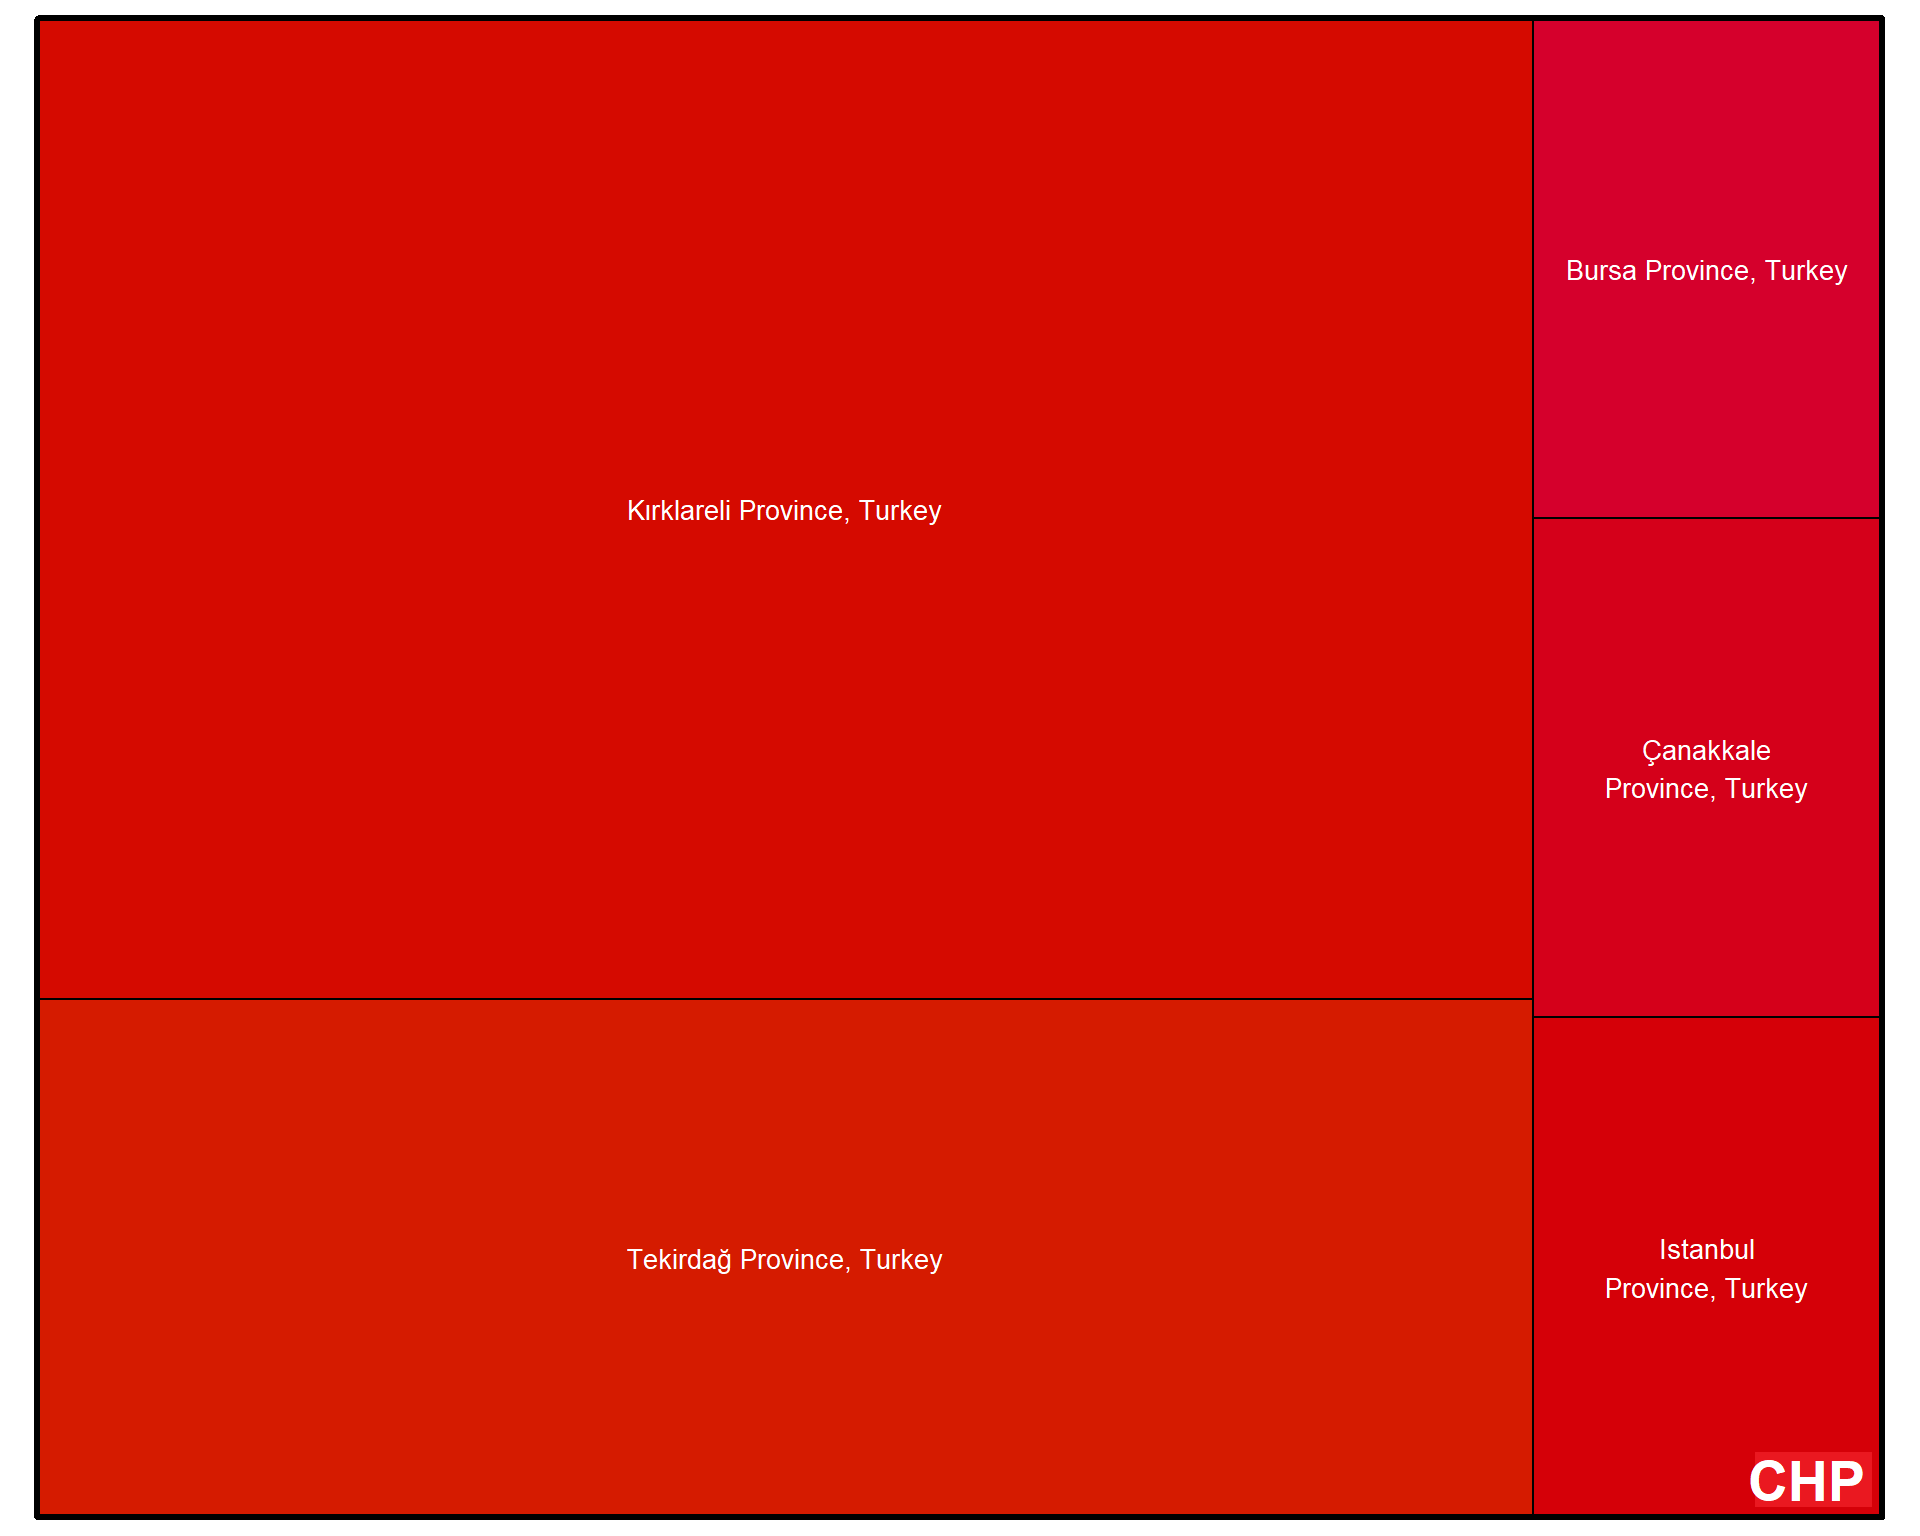 Kırklareli Province, Turkey
Tekirdağ Province, Turkey
Bursa Province, Turkey
Çanakkale
Province, Turkey
Istanbul
Province, Turkey
CHP